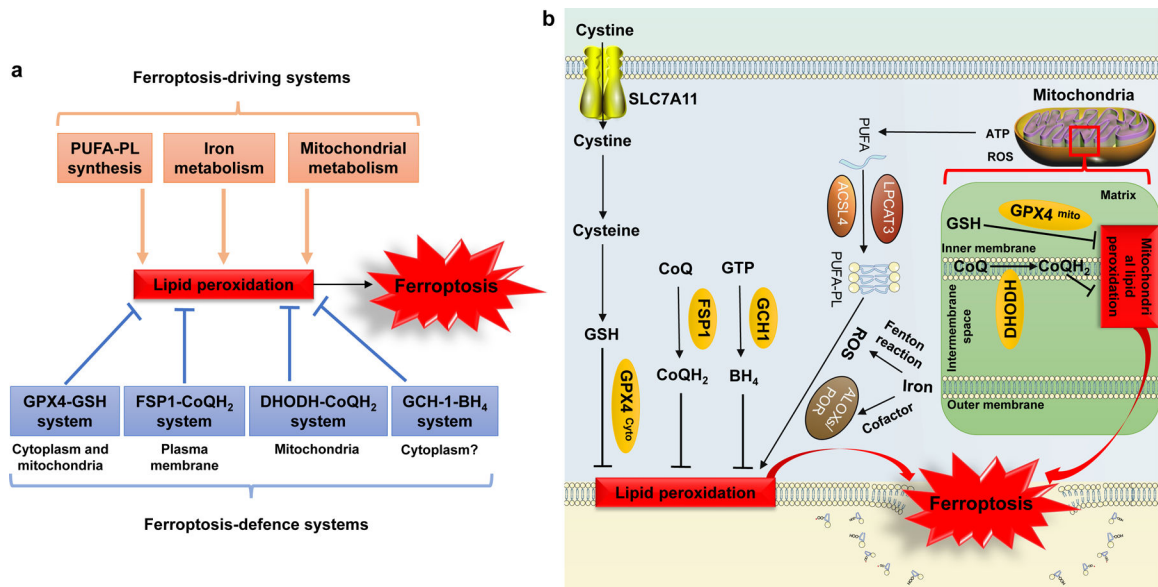 a
Ferroptosis-driving systems
PUFA-PL
synthesis
Iron
metabolism
Mitochondrial
metabolism
Lipid peroxidation
Ferroptosis
GPX4-GSH
system
FSP1-CoQH2
system
DHODH-CoQH2
system
GCH-1-BH4
system
Cytoplasm and
mitochondria
Plasma
membrane
Mitochondria
Cytoplasm?
Ferroptosis-defence systems
b
Cystine
SLC7A11
Cystine
Cysteine
GSH
GPX4 Cyto
CoQ
FSP1
CoQH2
GTP
GCH1
BH4
PUFA
ACSL4
LPCAT3
PUFA-PL
ROS
Fenton
reaction
Iron
Cofactor
ALOXs/
POR
Mitochondria
ATP
ROS
Matrix
GSH
GPX4 mito
Inner membrane
CoQ
CoQH2
DHODH
Intermembrane
space
Outer membrane
Mitochondri
al lipid
peroxidation
Lipid peroxidation
Ferroptosis